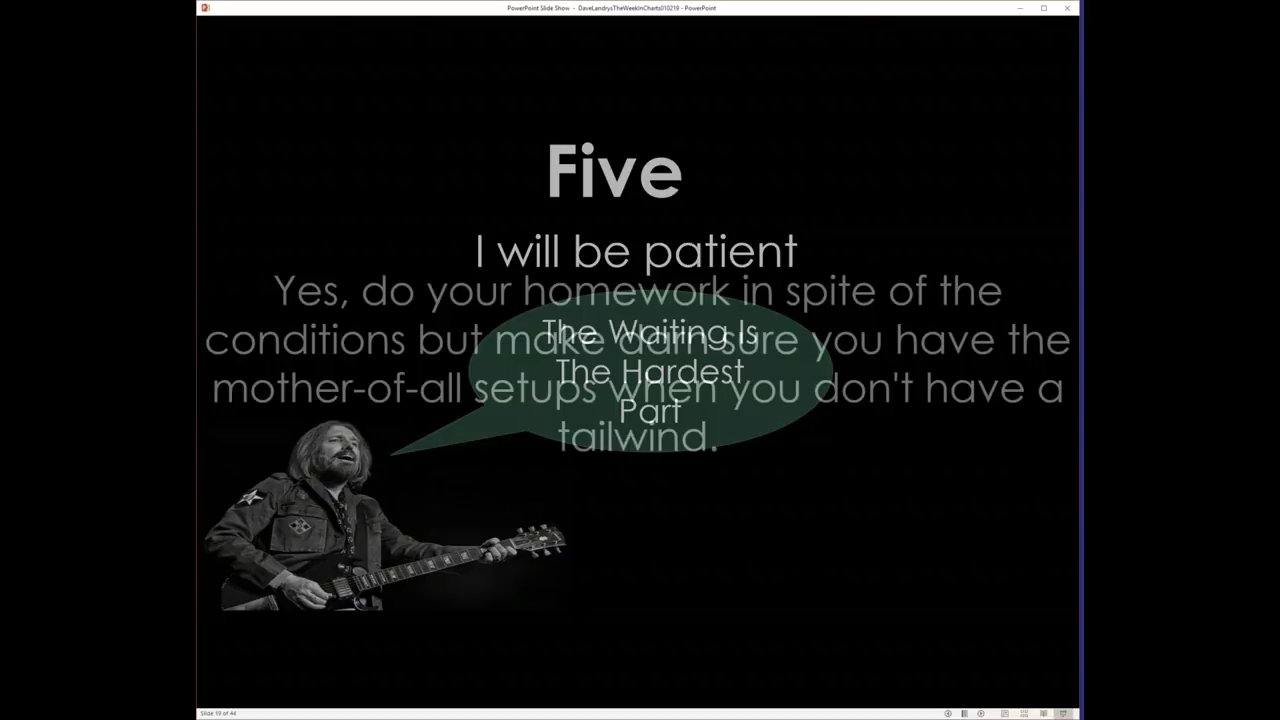 PowerPoint Slide Show - DaveLandrysTheWeekInCharts010219 - PowerPoint
Five
I will be patient
Yes, do your homework in spite of the
conditions but make darn sure you have the
mother-of-all setups when you don't have a
tailwind.
The Waiting Is
The Hardest
Part
Slide 19 of 44